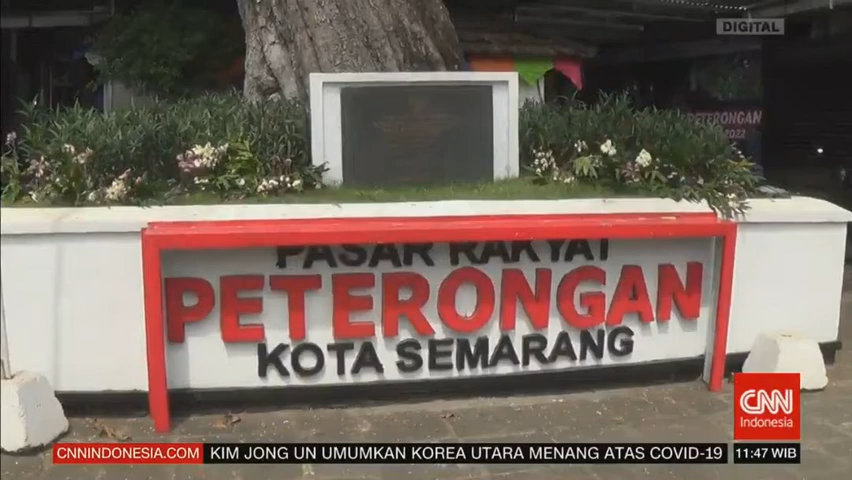 DIGITAL
PETERONGAN
2022
PASAR RAKYAT
PETERONGAN
KOTA SEMARANG
CNN
Indonesia
CNNINDONESIA.COM KIM JONG UN UMUMKAN KOREA UTARA MENANG ATAS COVID-19 11:47 WIB